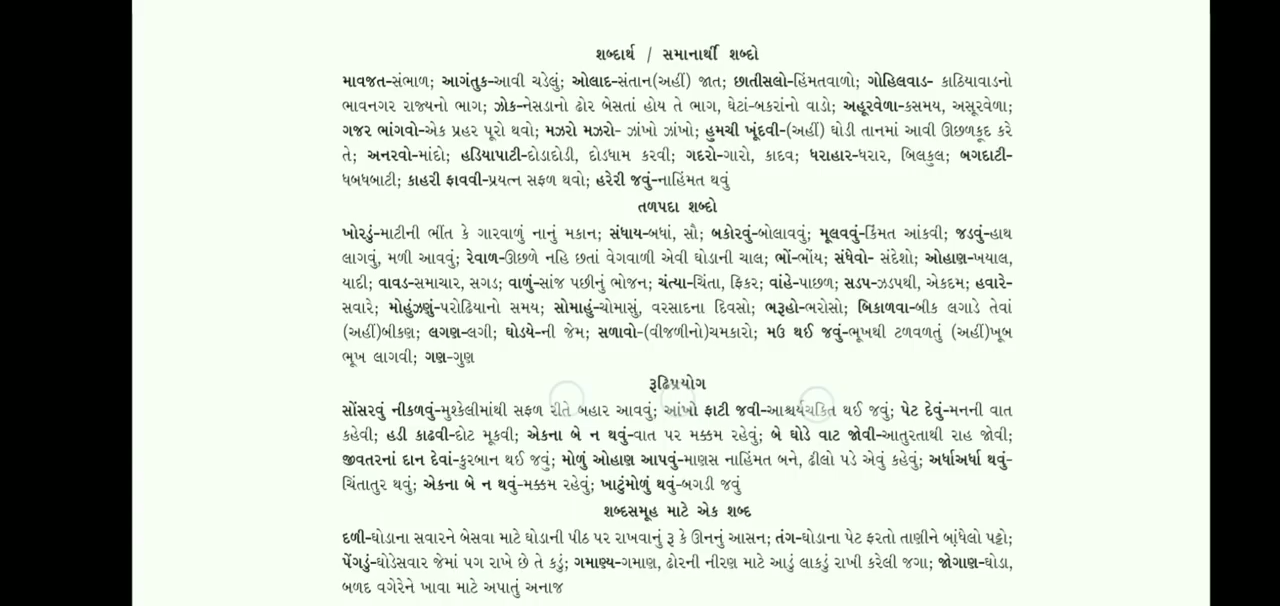 શબ્દાર્થ / સમાનાર્થી શબ્દો
માવજત-સંભાળ; આગંતુક-આવી ચડેલું; ઓલાદ-સંતાન(અહીં) જાત; છાતીસલો-હિંમતવાળો; ગોહિલવાડ- કાઠિયાવાડનો
ભાવનગર રાજ્યનો ભાગ; ઝોક-નેસડાનો ઢોર બેસતાં હોય તે ભાગ, ઘેટાં-બકરાંનો વાડો; અહૂરવેળા-કસમય, અસૂરવેળા;
ગજર ભાંગવો-એક પ્રહર પૂરો થવો; મઝરો મઝરો- ઝાંખો ઝાંખો; હુમચી ખૂંદવી-(અહીં) ઘોડી તાનમાં આવી ઊછળકૂદ કરે
તે; અનરવો-માંદો; હડિયાપાટી-દોડાદોડી, દોડધામ કરવી; ગદરો-ગારો, કાદવ; ધરાહાર-ધરાર, બિલકુલ; બગદાટી-
ધબધબાટી; કાહરી ફાવવી-પ્રયત્ન સફળ થવો; હરેરી જવું-નાહિંમત થવું
તળપદા શબ્દો
ખોરડું-માટીની ભીંત કે ગારવાળું નાનું મકાન; સંધાય-બધાં, સૌ; બકોરવું-બોલાવવું; મૂલવવું-કિંમત આંકવી; જડવું-હાથ
લાગવું, મળી આવવું; રેવાળ-ઊછળે નહિ છતાં વેગવાળી એવી ઘોડાની ચાલ; ભોં-ભોંય; સંધેવો- સંદેશો; ઓહાણ-ખયાલ,
યાદી; વાવડ-સમાચાર, સગડ; વાળું-સાંજ પછીનું ભોજન; ચંત્યા-ચિંતા, ફિકર; વાંહે-પાછળ; સડપ-ઝડપથી, એકદમ; હવારે-
સવારે; મોહુંઝણું-પરોઢિયાનો સમય; સોમાહું-ચોમાસું, વરસાદના દિવસો; ભરૂહો-ભરોસો; બિકાળવા-બીક લગાડે તેવાં
(અહીં)બીકણ; લગણ-લગી; ઘોડયે-ની જેમ; સળાવો-(વીજળીનો)ચમકારો; મઉ થઈ જવું-ભૂખથી ટળવળતું (અહીં)ખૂબ
ભૂખ લાગવી; ગણ-ગુણ
રૂઢિપ્રયોગ
સોંસરવું નીકળવું-મુશ્કેલીમાંથી સફળ રીતે બહાર આવવું; આંખો ફાટી જવી-આશ્ચર્યચકિત થઈ જવું; પેટ દેવું-મનની વાત
કહેવી; હડી કાઢવી-દોટ મૂકવી; એકના બે ન થવું-વાત પર મક્કમ રહેવું; બે ઘોડે વાટ જોવી-આતુરતાથી રાહ જોવી;
જીવતરનાં દાન દેવાં-કુરબાન થઈ જવું; મોળું ઓહાણ આપવું-માણસ નાહિંમત બને, ઢીલો પડે એવું કહેવું; અર્ધાઅર્ધા થવું-
ચિંતાતુર થવું; એકના બે ન થવું-મક્કમ રહેવું; ખાટુંમોળું થવું-બગડી જવું
શબ્દસમૂહ માટે એક શબ્દ
દળી-ઘોડાના સવારને બેસવા માટે ઘોડાની પીઠ પર રાખવાનું રૂ કે ઊનનું આસન; તંગ-ઘોડાના પેટ ફરતો તાણીને બાંધેલો પટ્ટો;
પેંગડું-ઘોડેસવાર જેમાં પગ રાખે છે તે કડું; ગમાણ્ય-ગમાણ, ઢોરની નીરણ માટે આડું લાકડું રાખી કરેલી જગા; જોગાણ-ઘોડા,
બળદ વગેરેને ખાવા માટે અપાતું અનાજ